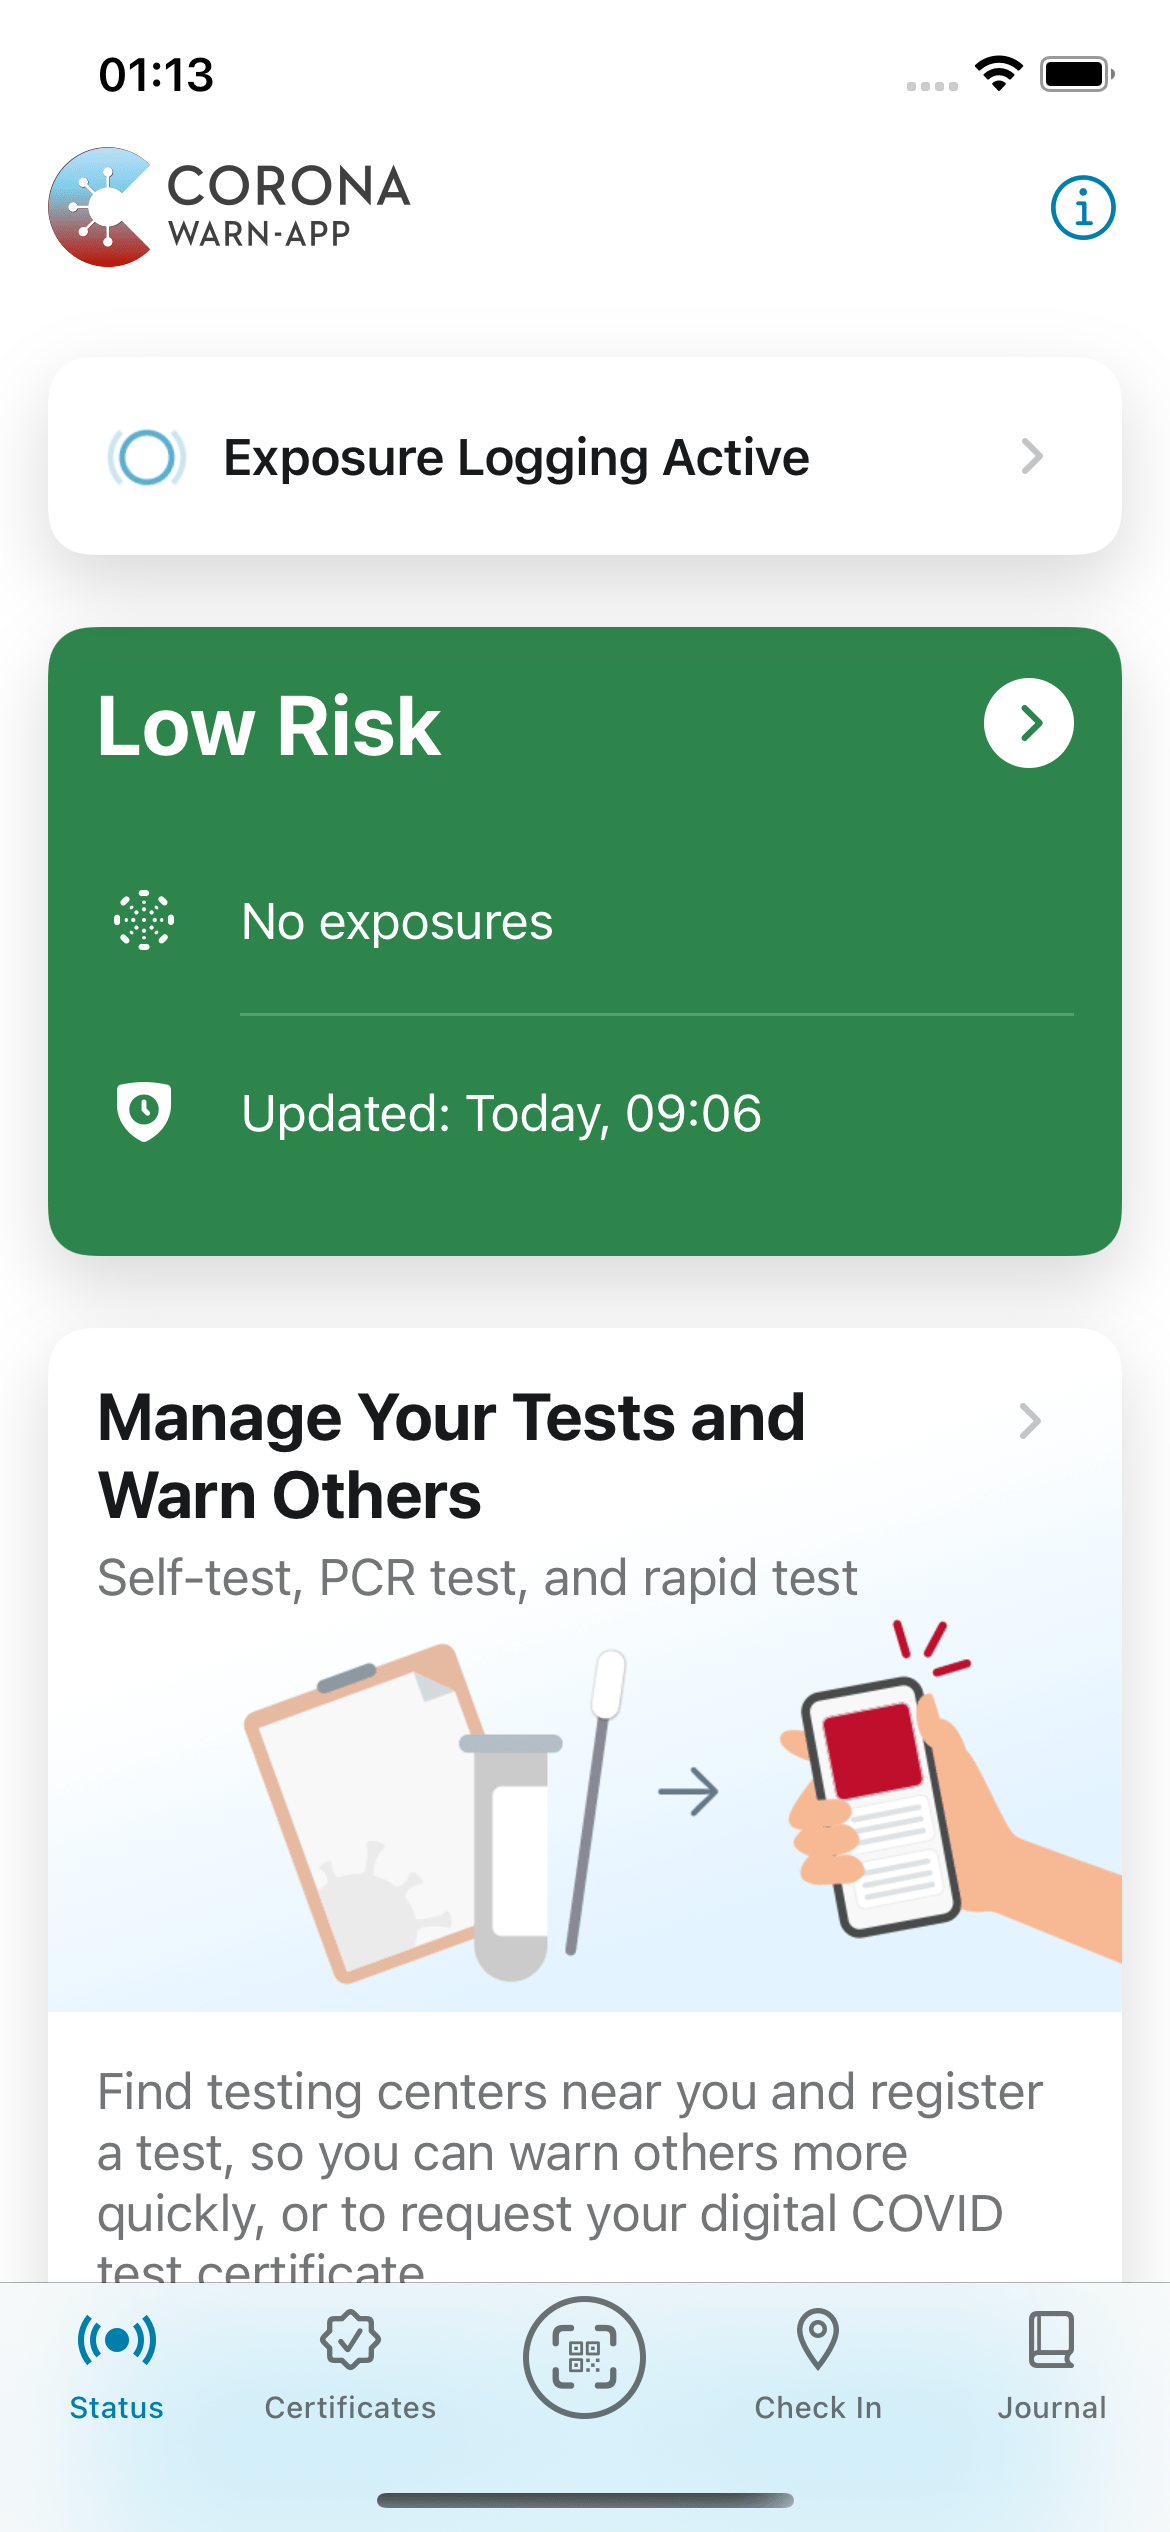 01:13
CORONA
WARN-APP
Exposure Logging Active
Low Risk
No exposures
Updated: Today, 09:06
Manage Your Tests and
Warn Others
Self-test, PCR test, and rapid test
Find testing centers near you and register
a test, so you can warn others more
quickly, or to request your digital COVID
test certificate
Status
Certificates
Check In
Journal